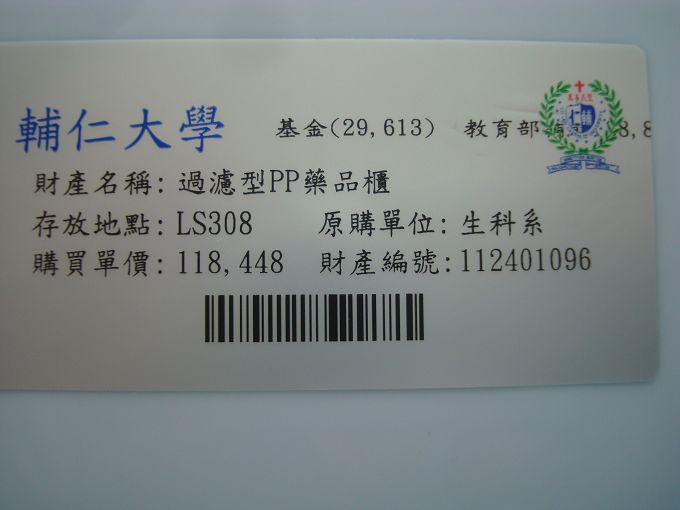 輔仁大學 基金(29,613) 教育部 8,8
財產名稱: 過濾型PP藥品櫃
存放地點: LS308 原購單位: 生科系
購買單價: 118,448 財產編號: 112401096